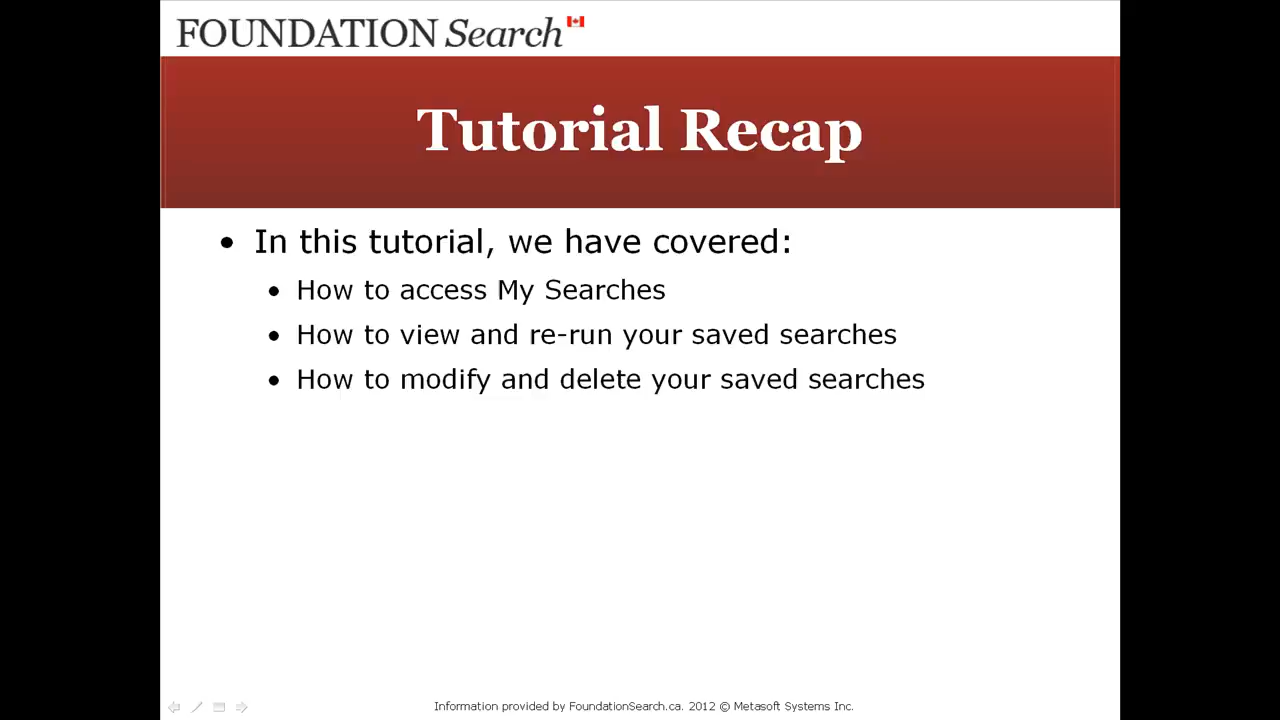 FOUNDATION Search
Tutorial Recap
• In this tutorial, we have covered:
• How to access My Searches
• How to view and re-run your saved searches
• How to modify and delete your saved searches
Information provided by FoundationSearch.ca. 2012 © Metasoft Systems Inc.